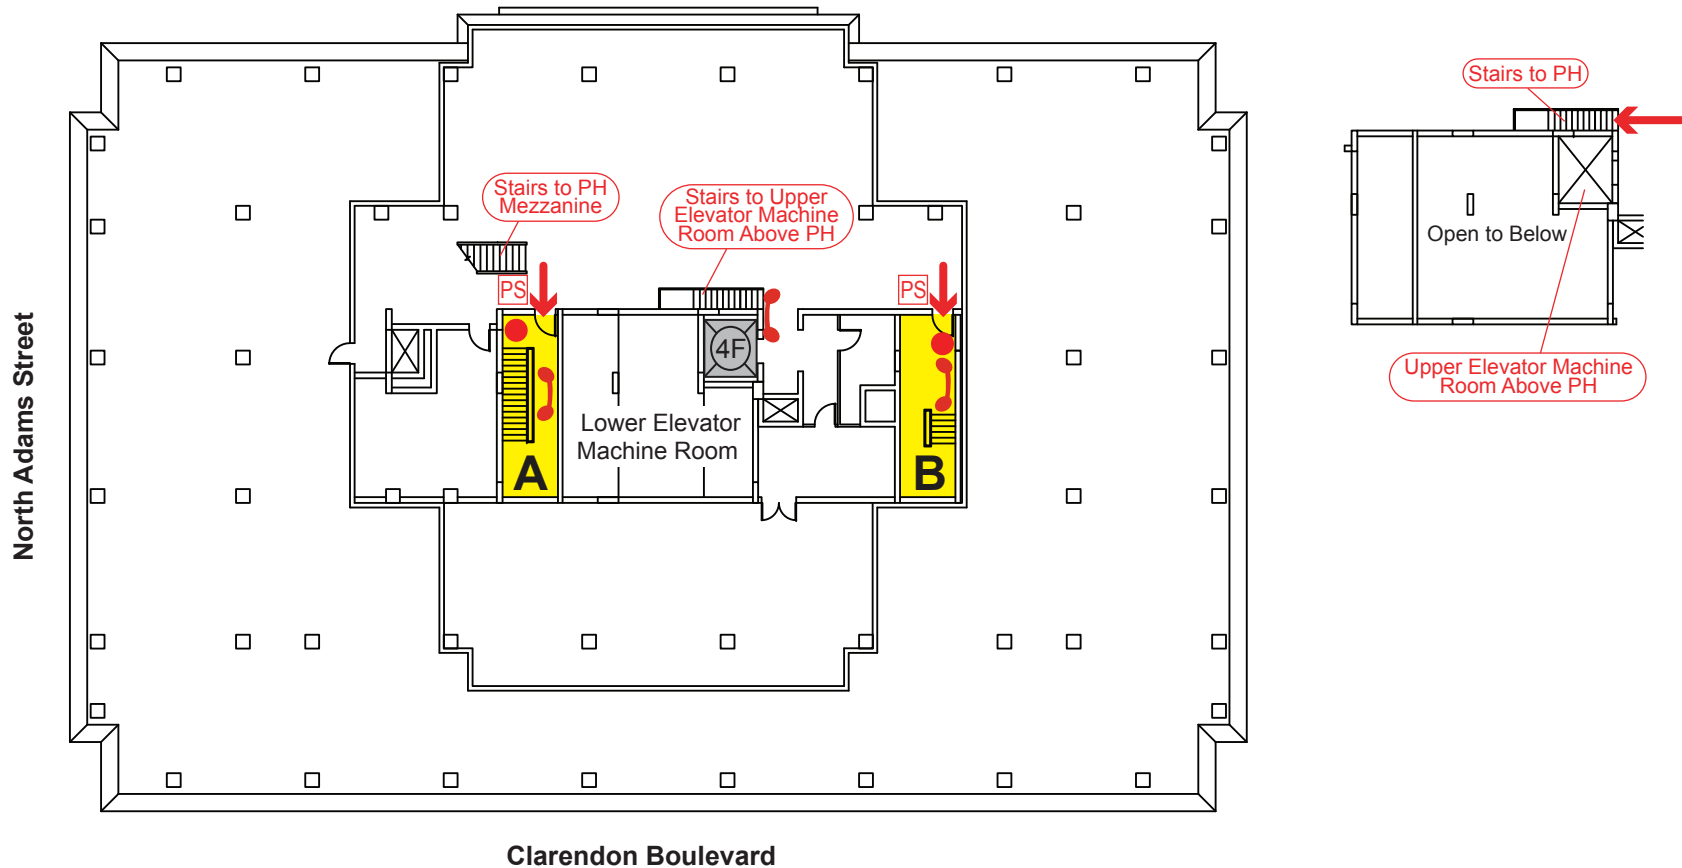 Stairs to PH
Stairs to PH
Mezzanine
Stairs to Upper
Elevator Machine
Room Above PH
Open to Below
PS
PS
4F
Upper Elevator Machine
Room Above PH
Lower Elevator
Machine Room
A
B
North Adams Street
Clarendon Boulevard